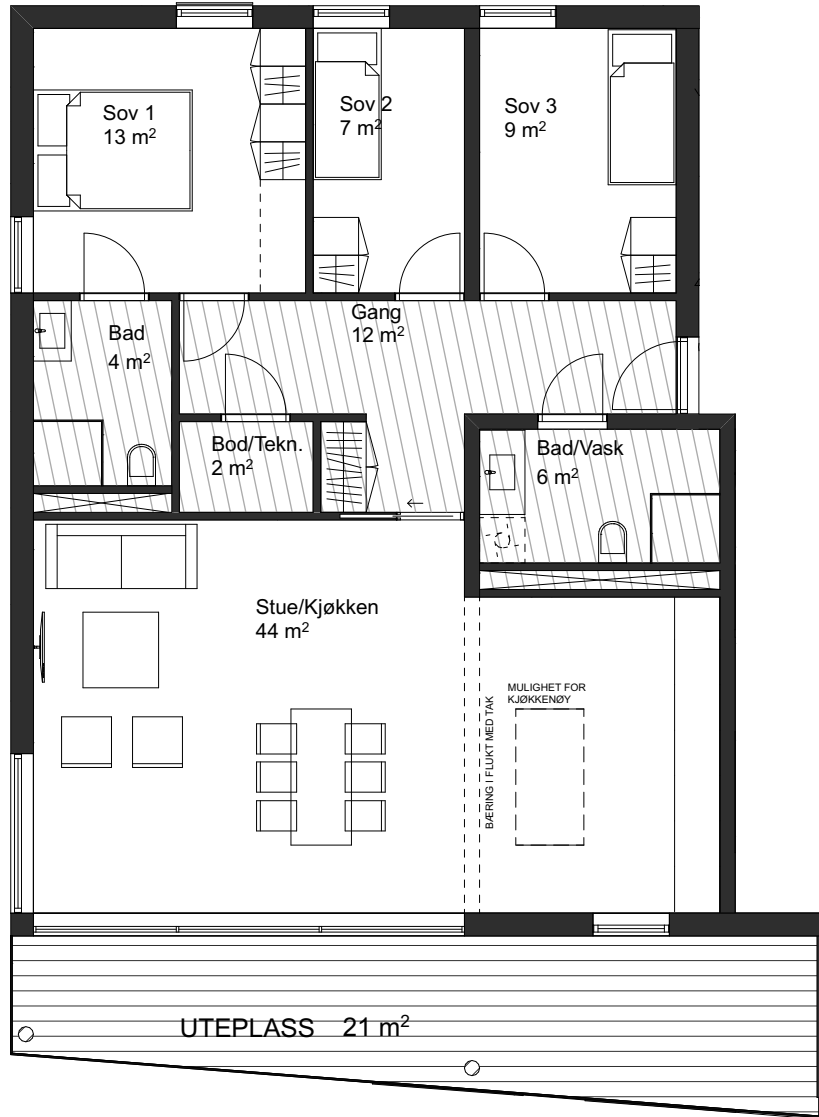 Sov 1
13 m²
Sov 2
7 m²
Sov 3
9 m²
Gang
12 m²
Bad
4 m²
Bod/Tekn.
2 m²
Bad/Vask
6 m²
Stue/Kjøkken
44 m²
MULIGHET FOR
KJØKKENØY
BÆRING I FLUKT MED TAK
UTEPLASS 21 m²